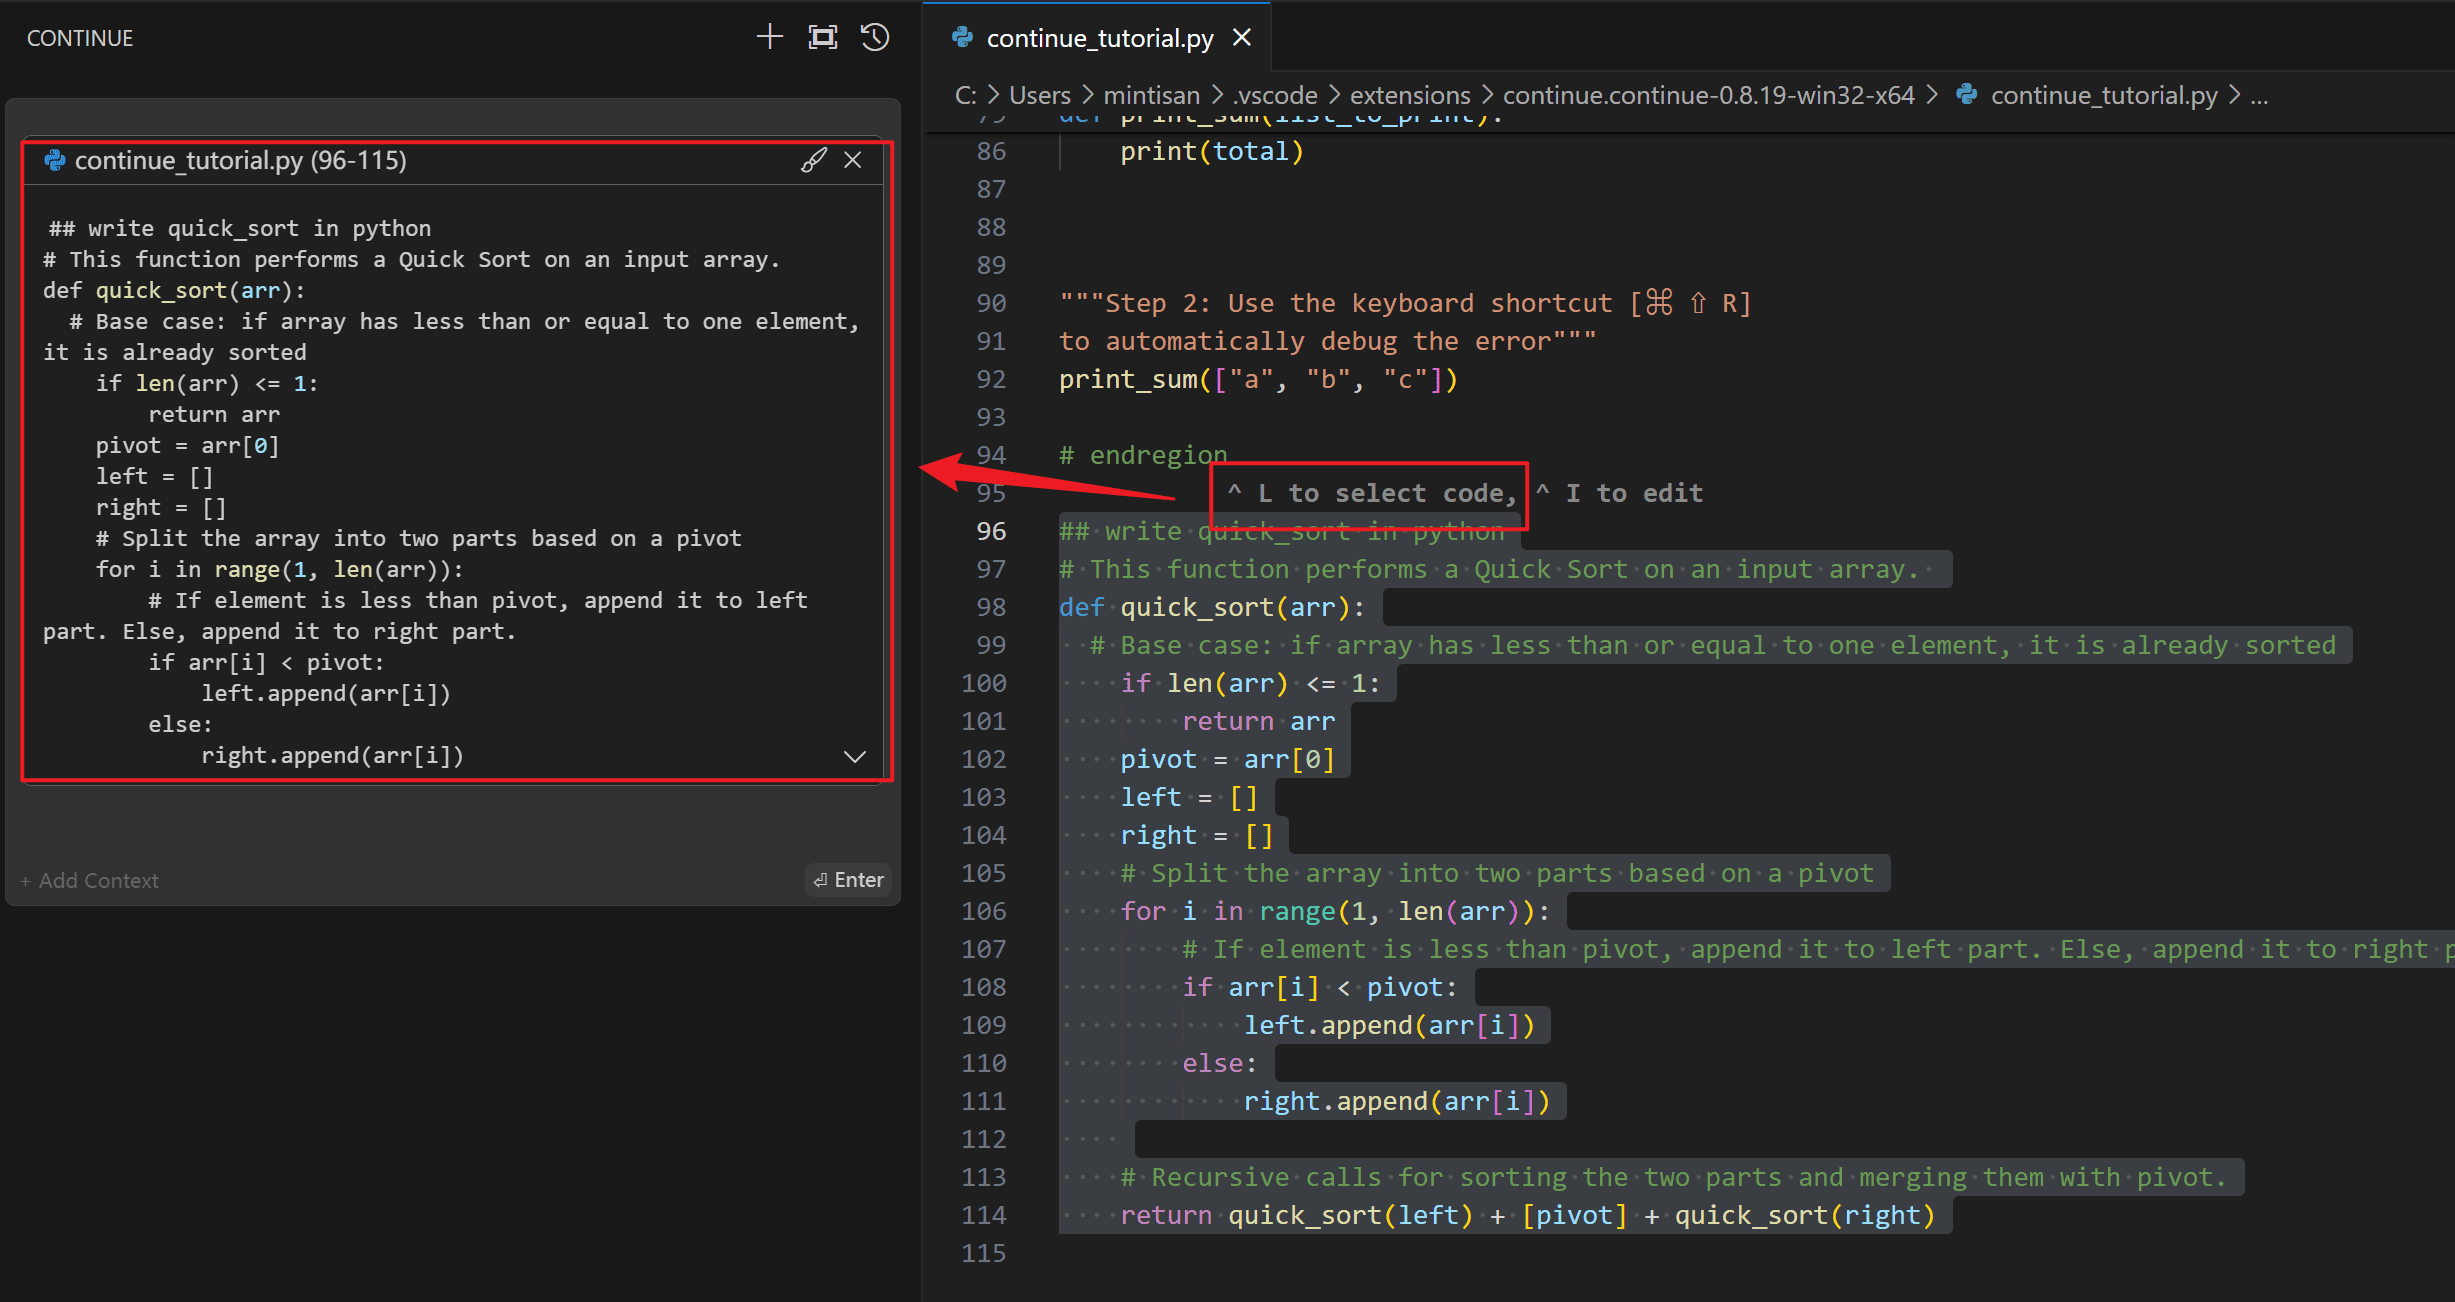 CONTINUE
continue_tutorial.py (96-115)
## write quick_sort in python
# This function performs a Quick Sort on an input array.
def quick_sort(arr):
  # Base case: if array has less than or equal to one element,
it is already sorted
    if len(arr) <= 1:
        return arr
    pivot = arr[0]
    left = []
    right = []
    # Split the array into two parts based on a pivot
    for i in range(1, len(arr)):
        # If element is less than pivot, append it to left
part. Else, append it to right part.
        if arr[i] < pivot:
            left.append(arr[i])
        else:
            right.append(arr[i])
+ Add Context
⏎ Enter
continue_tutorial.py
C: > Users > mintisan > .vscode > extensions > continue.continue-0.8.19-win32-x64 > continue_tutorial.py > ...
79 def print_sum(list_to_print):
86     print(total)
87
88
89
90 """Step 2: Use the keyboard shortcut [⌘ ⇧ R]
91 to automatically debug the error"""
92 print_sum(["a", "b", "c"])
93
94 # endregion
95 ^ L to select code, ^ I to edit
96 ## write quick_sort in python
97 # This function performs a Quick Sort on an input array.
98 def quick_sort(arr):
99   # Base case: if array has less than or equal to one element, it is already sorted
100     if len(arr) <= 1:
101         return arr
102     pivot = arr[0]
103     left = []
104     right = []
105     # Split the array into two parts based on a pivot
106     for i in range(1, len(arr)):
107         # If element is less than pivot, append it to left part. Else, append it to right p
108         if arr[i] < pivot:
109             left.append(arr[i])
110         else:
111             right.append(arr[i])
112
113     # Recursive calls for sorting the two parts and merging them with pivot.
114     return quick_sort(left) + [pivot] + quick_sort(right)
115